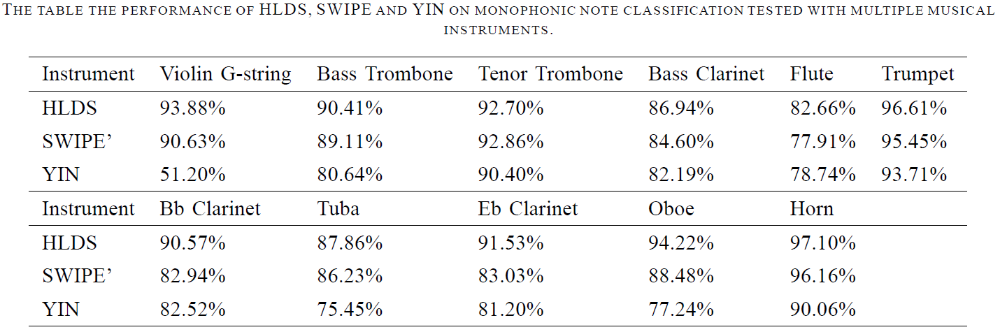 THE TABLE THE PERFORMANCE OF HLDS, SWIPE AND YIN ON MONOPHONIC NOTE CLASSIFICATION TESTED WITH MULTIPLE MUSICAL
INSTRUMENTS.
Instrument Violin G-string Bass Trombone Tenor Trombone Bass Clarinet Flute Trumpet
HLDS 93.88% 90.41% 92.70% 86.94% 82.66% 96.61%
SWIPE’ 90.63% 89.11% 92.86% 84.60% 77.91% 95.45%
YIN 51.20% 80.64% 90.40% 82.19% 78.74% 93.71%
Instrument Bb Clarinet Tuba Eb Clarinet Oboe Horn
HLDS 90.57% 87.86% 91.53% 94.22% 97.10%
SWIPE’ 82.94% 86.23% 83.03% 88.48% 96.16%
YIN 82.52% 75.45% 81.20% 77.24% 90.06%